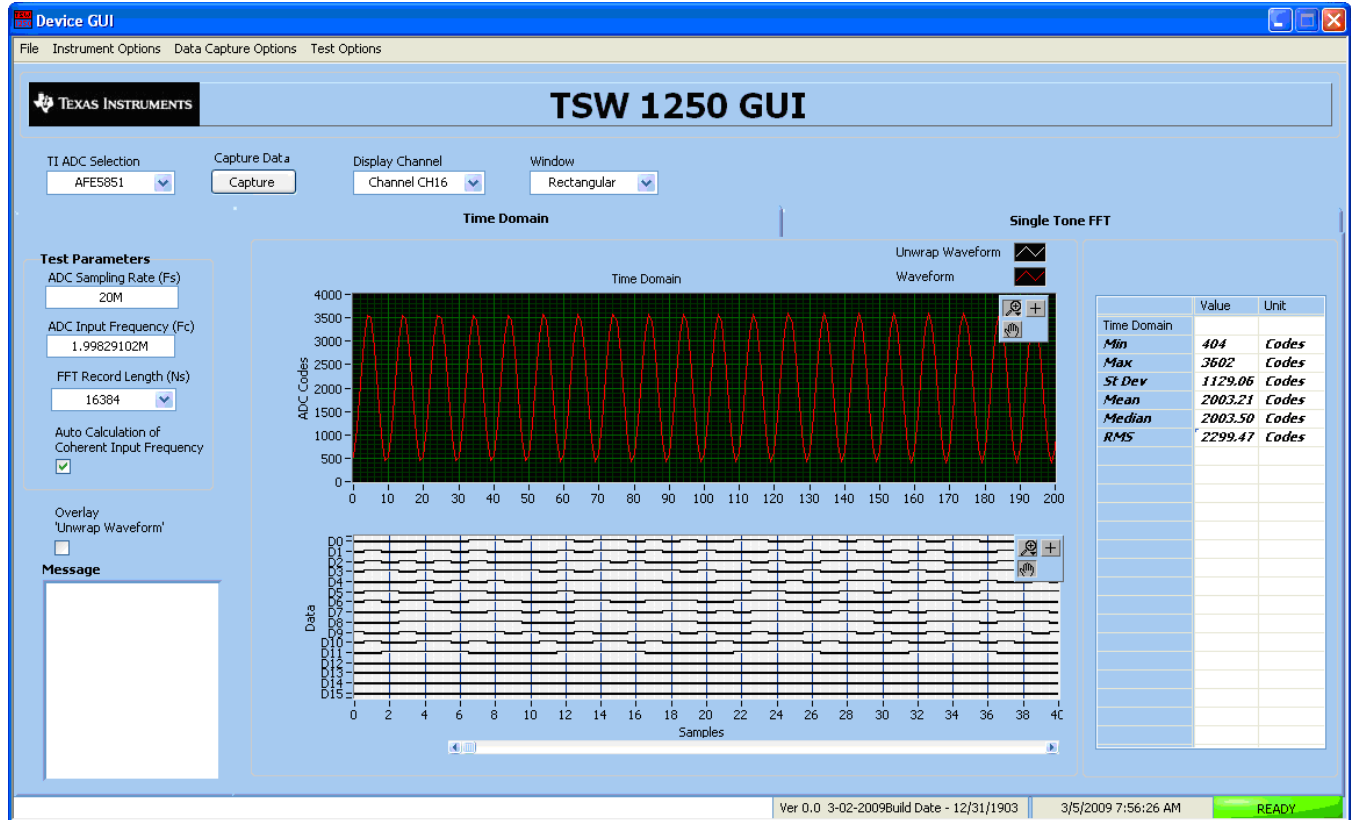 TSW 1250
Device GUI
File Instrument Options Data Capture Options Test Options
TEXAS INSTRUMENTS
TSW 1250 GUI
TI ADC Selection
AFE5851
Capture Data
Capture
Display Channel
Channel CH16
Window
Rectangular
Time Domain
Single Tone FFT
Test Parameters
ADC Sampling Rate (Fs)
20M
ADC Input Frequency (Fc)
1.99829102M
FFT Record Length (Ns)
16384
Auto Calculation of
Coherent Input Frequency
Overlay
'Unwrap Waveform'
Message
Unwrap Waveform
Waveform
Time Domain
ADC Codes
4000
3500
3000
2500
2000
1500
1000
500
0
0 10 20 30 40 50 60 70 80 90 100 110 120 130 140 150 160 170 180 190 200
Data
D0
D1
D2
D3
D4
D5
D6
D7
D8
D9
D10
D11
D12
D13
D14
D15
0 2 4 6 8 10 12 14 16 18 20 22 24 26 28 30 32 34 36 38 40
Samples
Value Unit
Time Domain
Min 404 Codes
Max 3602 Codes
St Dev 1129.06 Codes
Mean 2003.21 Codes
Median 2003.50 Codes
RMS 2299.47 Codes
Ver 0.0 3-02-2009Build Date - 12/31/1903
3/5/2009 7:56:26 AM
READY